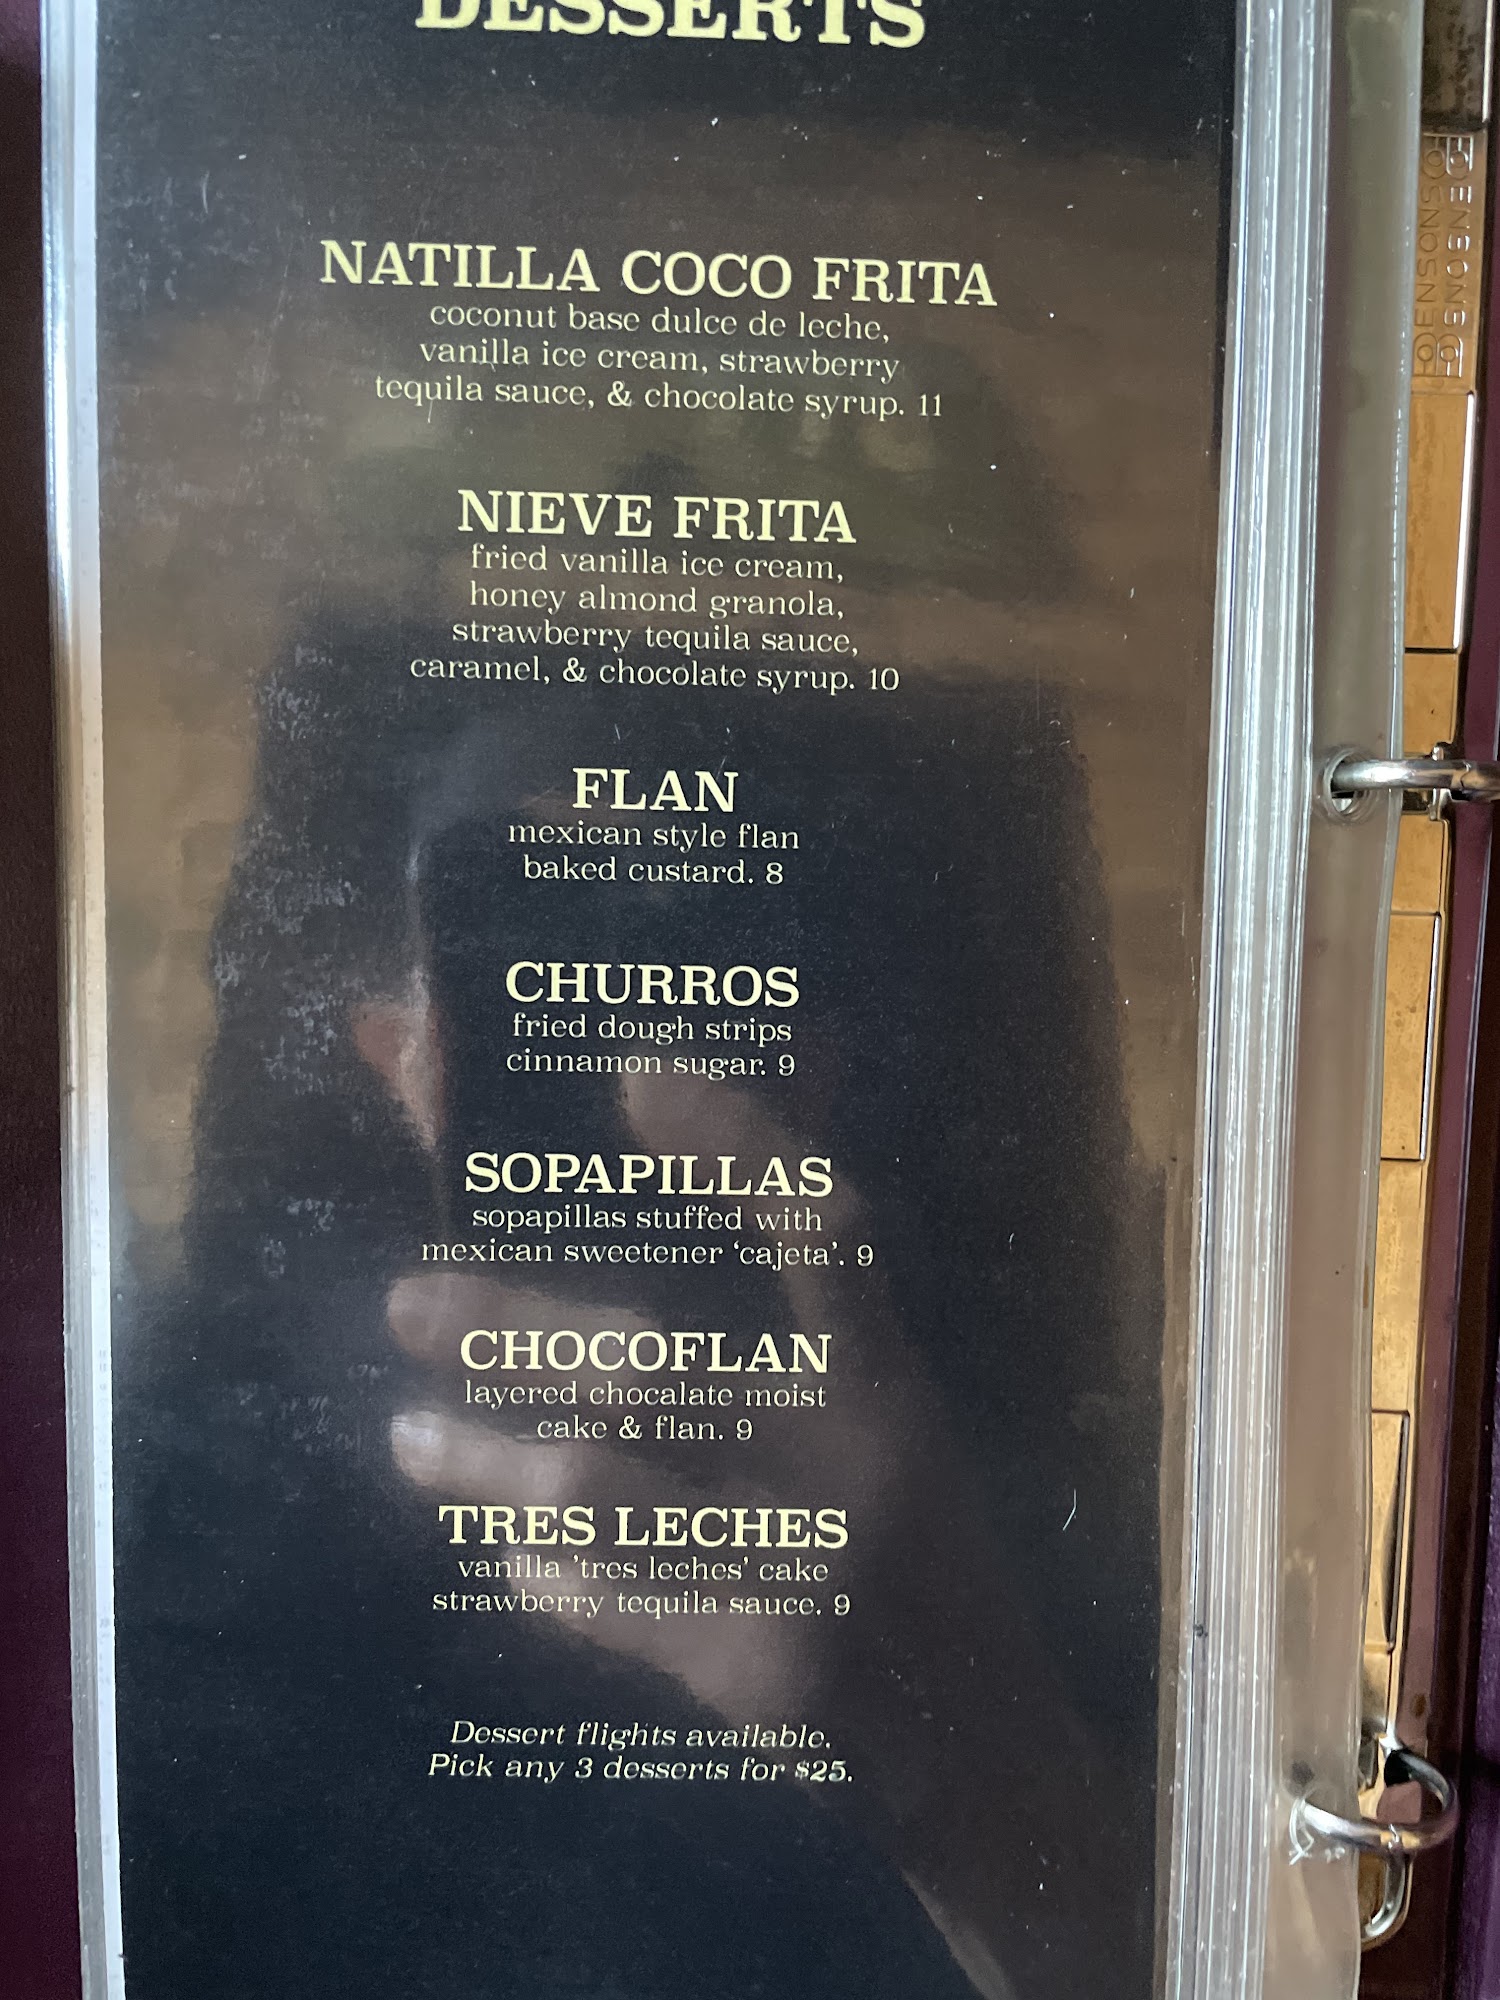 DESSERTS
NATILLA COCO FRITA
coconut base dulce de leche,
vanilla ice cream, strawberry
tequila sauce, & chocolate syrup. 11
NIEVE FRITA
fried vanilla ice cream,
honey almond granola,
strawberry tequila sauce,
caramel, & chocolate syrup. 10
FLAN
mexican style flan
baked custard. 8
CHURROS
fried dough strips
cinnamon sugar. 9
SOPAPILLAS
sopapillas stuffed with
mexican sweetener ‘cajeta’. 9
CHOCOFLAN
layered chocalate moist
cake & flan. 9
TRES LECHES
vanilla 'tres leches' cake
strawberry tequila sauce. 9
Dessert flights available.
Pick any 3 desserts for $25.